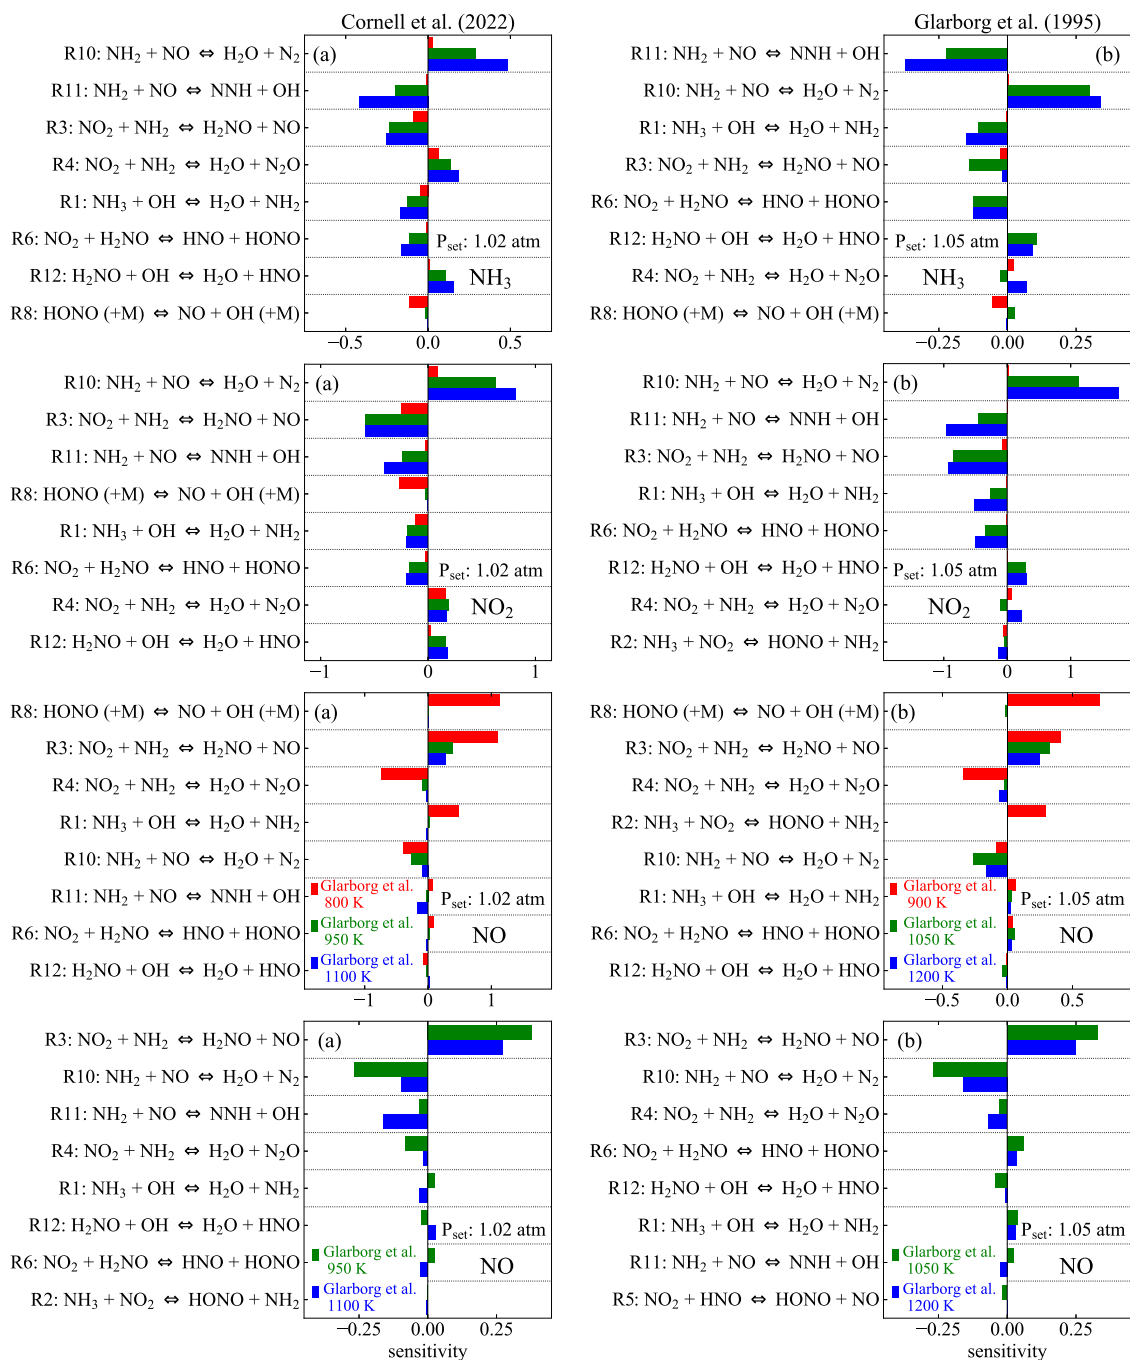 Cornell et al. (2022)
R10: NH₂ + NO ⇔ H₂O + N₂
(a)
R11: NH₂ + NO ⇔ NNH + OH
R3: NO₂ + NH₂ ⇔ H₂NO + NO
R4: NO₂ + NH₂ ⇔ H₂O + N₂O
R1: NH₃ + OH ⇔ H₂O + NH₂
R6: NO₂ + H₂NO ⇔ HNO + HONO
P_set: 1.02 atm
R12: H₂NO + OH ⇔ H₂O + HNO
NH₃
R8: HONO (+M) ⇔ NO + OH (+M)
−0.5 0.0 0.5
Glarborg et al. (1995)
R11: NH₂ + NO ⇔ NNH + OH
(b)
R10: NH₂ + NO ⇔ H₂O + N₂
R1: NH₃ + OH ⇔ H₂O + NH₂
R3: NO₂ + NH₂ ⇔ H₂NO + NO
R6: NO₂ + H₂NO ⇔ HNO + HONO
R12: H₂NO + OH ⇔ H₂O + HNO
P_set: 1.05 atm
R4: NO₂ + NH₂ ⇔ H₂O + N₂O
NH₃
R8: HONO (+M) ⇔ NO + OH (+M)
−0.25 0.00 0.25
R10: NH₂ + NO ⇔ H₂O + N₂
(a)
R3: NO₂ + NH₂ ⇔ H₂NO + NO
R11: NH₂ + NO ⇔ NNH + OH
R8: HONO (+M) ⇔ NO + OH (+M)
R1: NH₃ + OH ⇔ H₂O + NH₂
R6: NO₂ + H₂NO ⇔ HNO + HONO
P_set: 1.02 atm
R4: NO₂ + NH₂ ⇔ H₂O + N₂O
NO₂
R12: H₂NO + OH ⇔ H₂O + HNO
−1 0 1
R10: NH₂ + NO ⇔ H₂O + N₂
(b)
R11: NH₂ + NO ⇔ NNH + OH
R3: NO₂ + NH₂ ⇔ H₂NO + NO
R1: NH₃ + OH ⇔ H₂O + NH₂
R6: NO₂ + H₂NO ⇔ HNO + HONO
R12: H₂NO + OH ⇔ H₂O + HNO
P_set: 1.05 atm
R4: NO₂ + NH₂ ⇔ H₂O + N₂O
NO₂
R2: NH₃ + NO₂ ⇔ HONO + NH₂
−1 0 1
R8: HONO (+M) ⇔ NO + OH (+M)
(a)
R3: NO₂ + NH₂ ⇔ H₂NO + NO
R4: NO₂ + NH₂ ⇔ H₂O + N₂O
R1: NH₃ + OH ⇔ H₂O + NH₂
R10: NH₂ + NO ⇔ H₂O + N₂
R11: NH₂ + NO ⇔ NNH + OH
Glarborg et al.
800 K
P_set: 1.02 atm
R6: NO₂ + H₂NO ⇔ HNO + HONO
Glarborg et al.
950 K
NO
R12: H₂NO + OH ⇔ H₂O + HNO
Glarborg et al.
1100 K
−1 0 1
R8: HONO (+M) ⇔ NO + OH (+M)
(b)
R3: NO₂ + NH₂ ⇔ H₂NO + NO
R4: NO₂ + NH₂ ⇔ H₂O + N₂O
R2: NH₃ + NO₂ ⇔ HONO + NH₂
R10: NH₂ + NO ⇔ H₂O + N₂
R1: NH₃ + OH ⇔ H₂O + NH₂
Glarborg et al.
900 K
P_set: 1.05 atm
R6: NO₂ + H₂NO ⇔ HNO + HONO
Glarborg et al.
1050 K
NO
R12: H₂NO + OH ⇔ H₂O + HNO
Glarborg et al.
1200 K
−0.5 0.0 0.5
R3: NO₂ + NH₂ ⇔ H₂NO + NO
(a)
R10: NH₂ + NO ⇔ H₂O + N₂
R11: NH₂ + NO ⇔ NNH + OH
R4: NO₂ + NH₂ ⇔ H₂O + N₂O
R1: NH₃ + OH ⇔ H₂O + NH₂
R12: H₂NO + OH ⇔ H₂O + HNO
P_set: 1.02 atm
R6: NO₂ + H₂NO ⇔ HNO + HONO
Glarborg et al.
950 K
NO
R2: NH₃ + NO₂ ⇔ HONO + NH₂
Glarborg et al.
1100 K
−0.25 0.00 0.25
sensitivity
R3: NO₂ + NH₂ ⇔ H₂NO + NO
(b)
R10: NH₂ + NO ⇔ H₂O + N₂
R4: NO₂ + NH₂ ⇔ H₂O + N₂O
R6: NO₂ + H₂NO ⇔ HNO + HONO
R12: H₂NO + OH ⇔ H₂O + HNO
R1: NH₃ + OH ⇔ H₂O + NH₂
P_set: 1.05 atm
R11: NH₂ + NO ⇔ NNH + OH
Glarborg et al.
1050 K
NO
R5: NO₂ + HNO ⇔ HONO + NO
Glarborg et al.
1200 K
−0.25 0.00 0.25
sensitivity